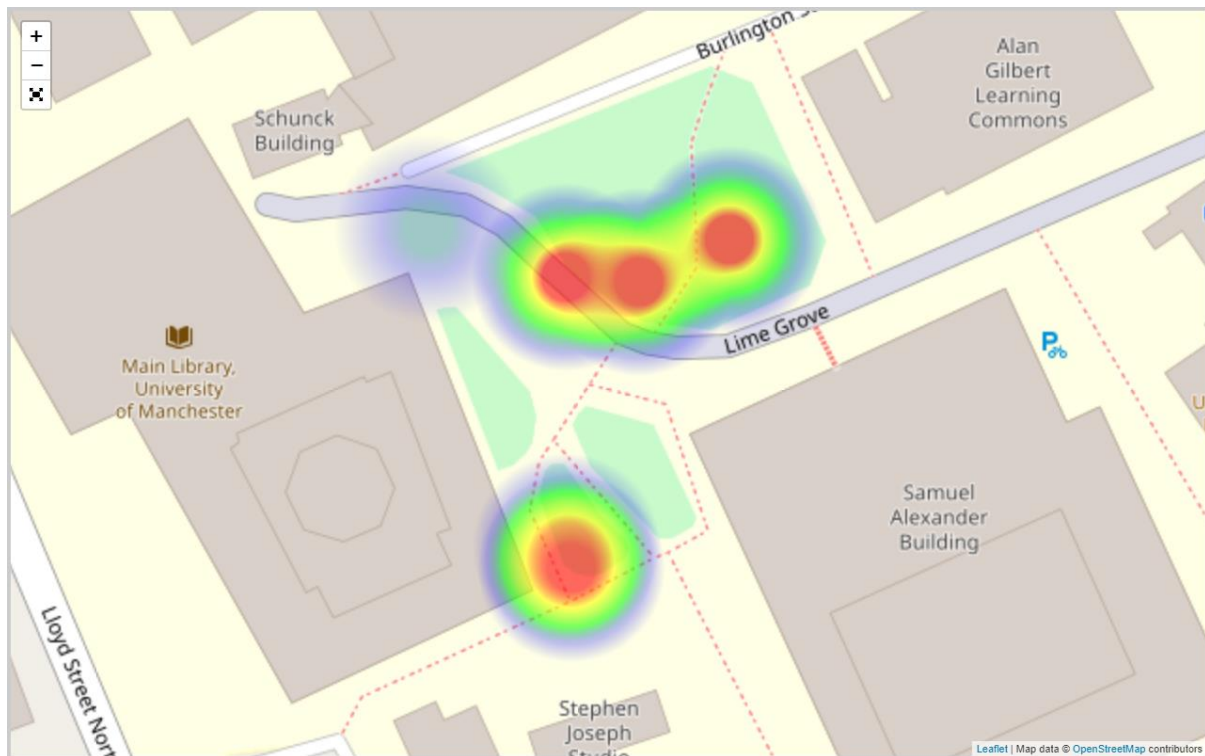 +
−
Burlington
Alan
Gilbert
Learning
Commons
Schunck
Building
Main Library,
University
of Manchester
Lime Grove
P
U
Samuel
Alexander
Building
Lloyd Street Nort
Stephen
Joseph
Studio
Leaflet | Map data © OpenStreetMap contributors